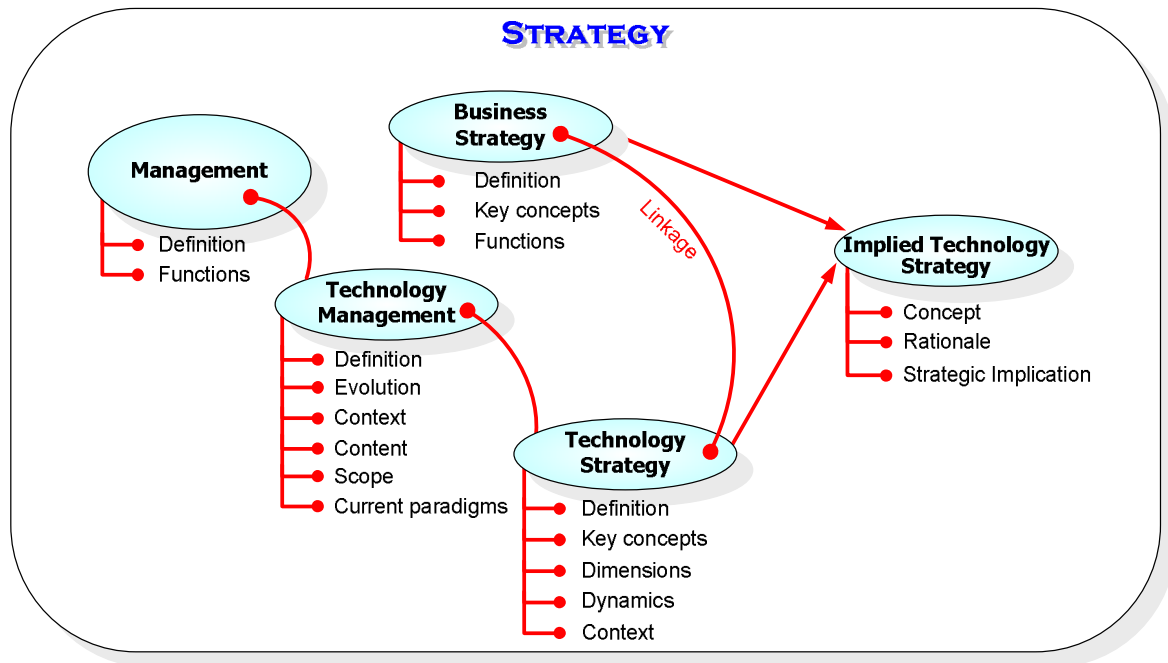 STRATEGY
Management
Definition
Functions
Business
Strategy
Definition
Key concepts
Functions
Linkage
Implied Technology
Strategy
Concept
Rationale
Strategic Implication
Technology
Management
Definition
Evolution
Context
Content
Scope
Current paradigms
Technology
Strategy
Definition
Key concepts
Dimensions
Dynamics
Context